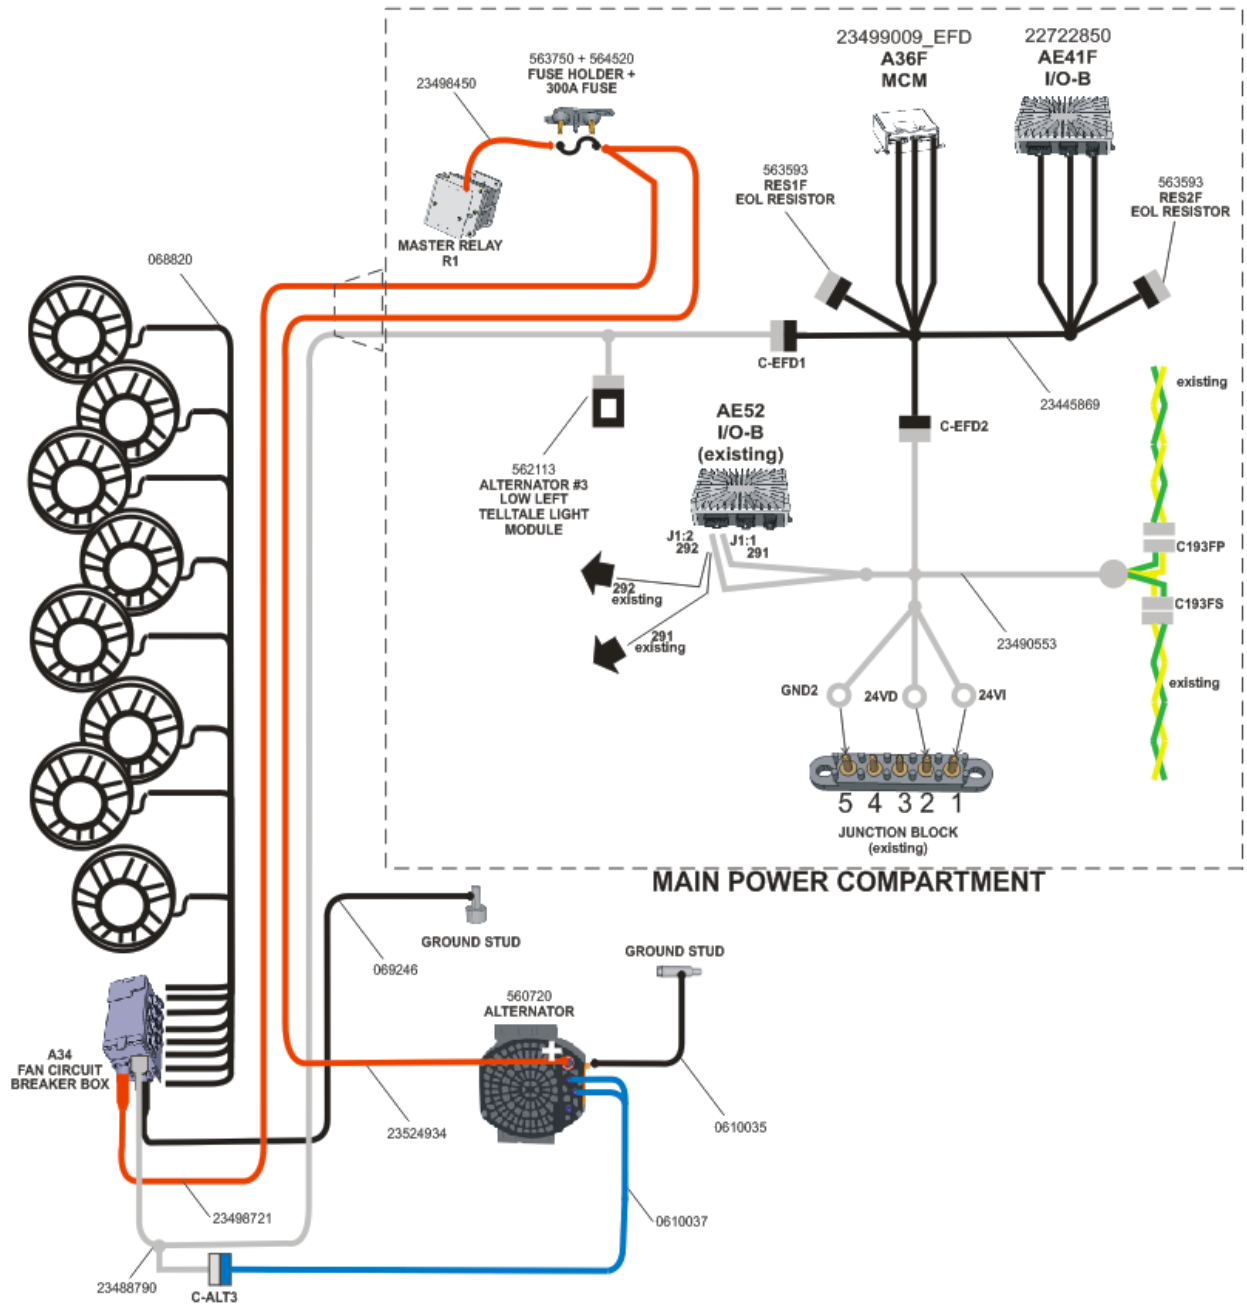 23499009_EFD
A36F
MCM
22722850
AE41F
I/O-B
563750 + 564520
FUSE HOLDER +
300A FUSE
23498450
563593
RES1F
EOL RESISTOR
563593
RES2F
EOL RESISTOR
MASTER RELAY
R1
068820
C-EFD1
23445869
existing
C-EFD2
AE52
I/O-B
(existing)
562113
ALTERNATOR #3
LOW LEFT
TELLTALE LIGHT
MODULE
J1:2
292
J1:1
291
C193FP
292
existing
C193FS
291
existing
23490553
existing
GND2
24VD
24VI
5 4 3 2 1
JUNCTION BLOCK
(existing)
MAIN POWER COMPARTMENT
GROUND STUD
GROUND STUD
069246
560720
ALTERNATOR
+
A34
FAN CIRCUIT
BREAKER BOX
23524934
0610035
23498721
0610037
23488790
C-ALT3